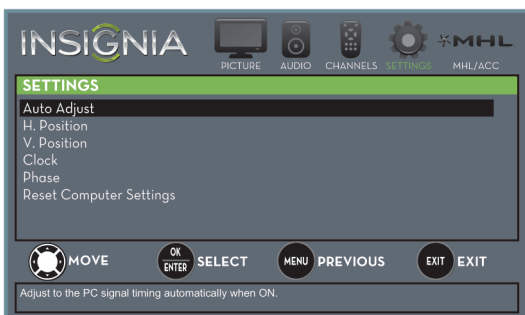 INSIGNIA
PICTURE AUDIO CHANNELS SETTINGS MHL/ACC
MHL
SETTINGS
Auto Adjust
H. Position
V. Position
Clock
Phase
Reset Computer Settings
MOVE OK ENTER SELECT MENU PREVIOUS EXIT EXIT
Adjust to the PC signal timing automatically when ON.